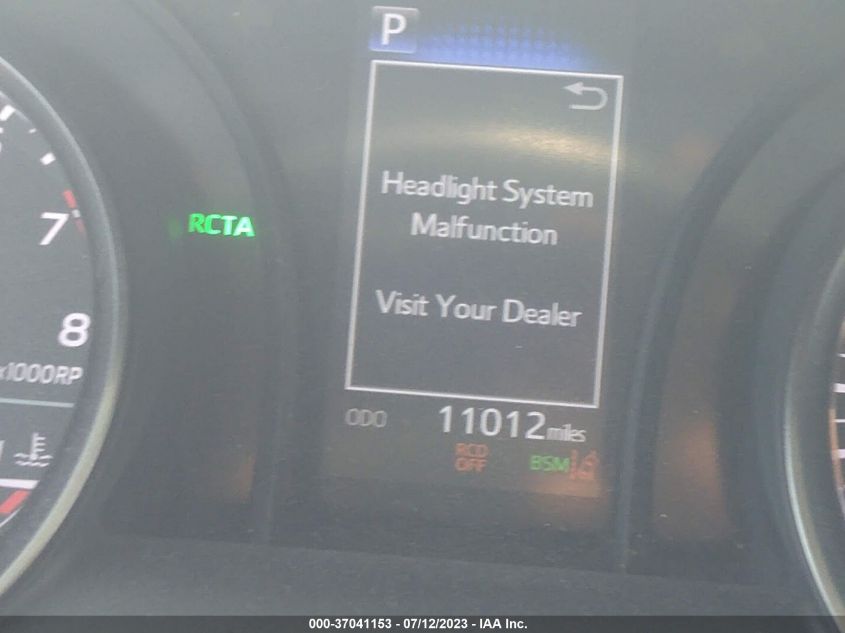 P
Headlight System
Malfunction
RCTA
7
Visit Your Dealer
8
x1000RP
ODO 11012 miles
RCD
OFF
BSM
000-37041153 - 07/12/2023 - IAA Inc.